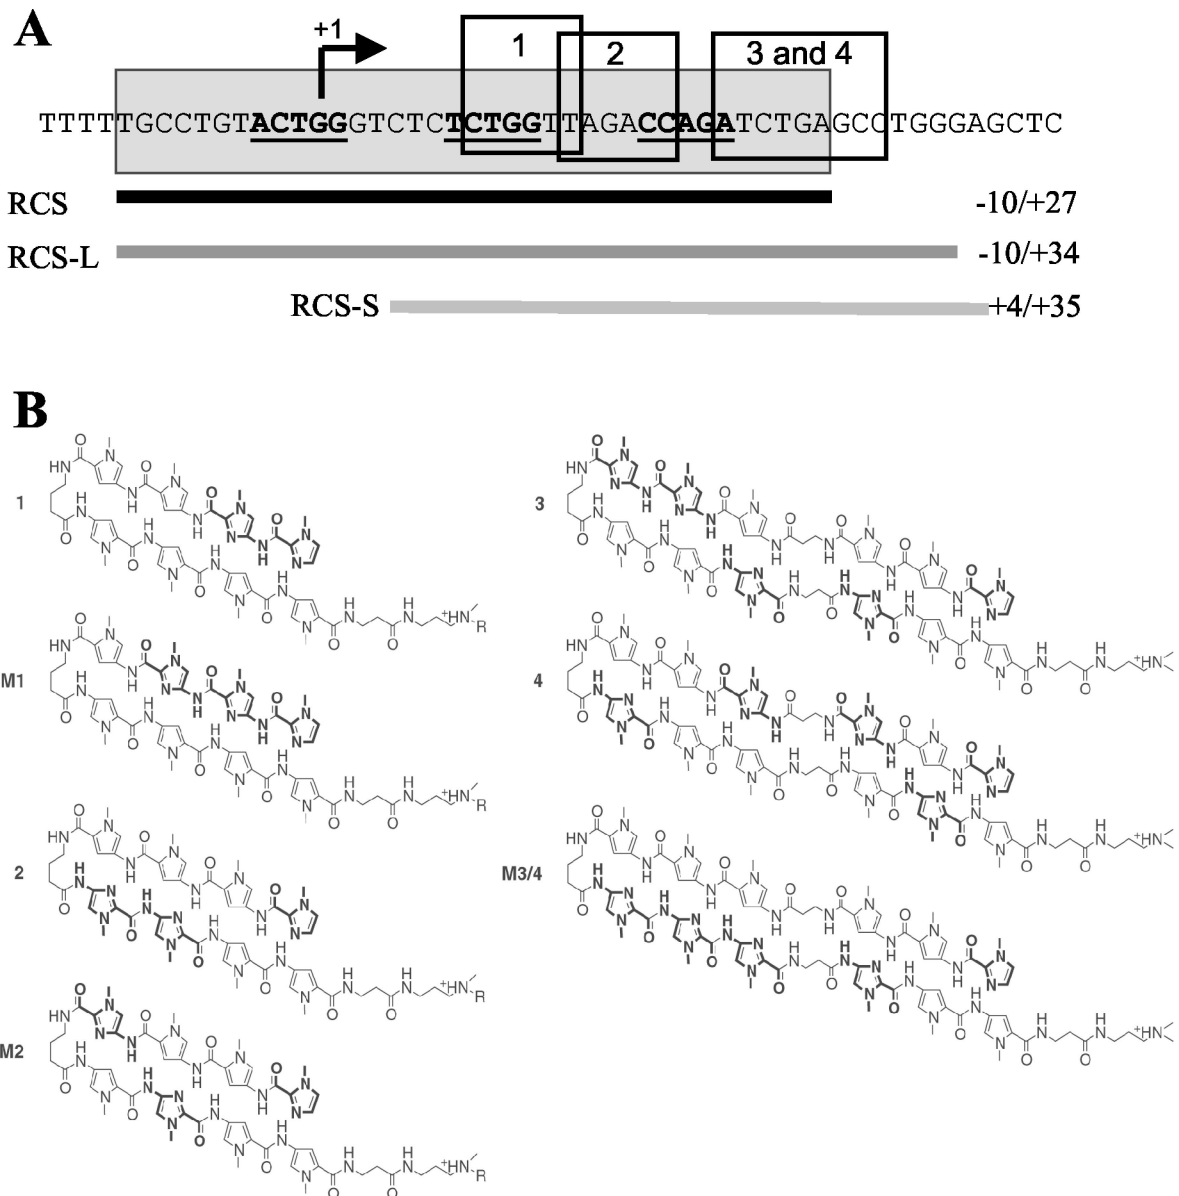 A
+1
1
2
3 and 4
TTTTTGCCTGTACTGGGTCTCTCTGGTTAGACCAGATCTGAGCCTGGGAGCTC
RCS
-10/+27
RCS-L
-10/+34
RCS-S
+4/+35
B
1
3
M1
4
2
M3/4
M2